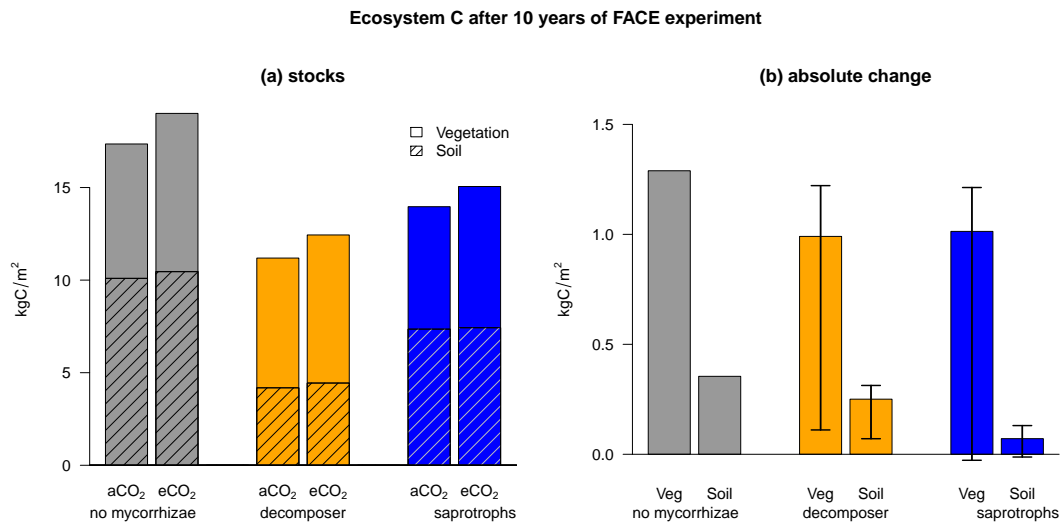 Ecosystem C after 10 years of FACE experiment
(a) stocks
kgC/m²
15
10
5
0
Vegetation
Soil
aCO₂ eCO₂ aCO₂ eCO₂ aCO₂ eCO₂
no mycorrhizae decomposer saprotrophs
(b) absolute change
kgC/m²
1.5
1.0
0.5
0.0
Veg Soil Veg Soil Veg Soil
no mycorrhizae decomposer saprotrophs